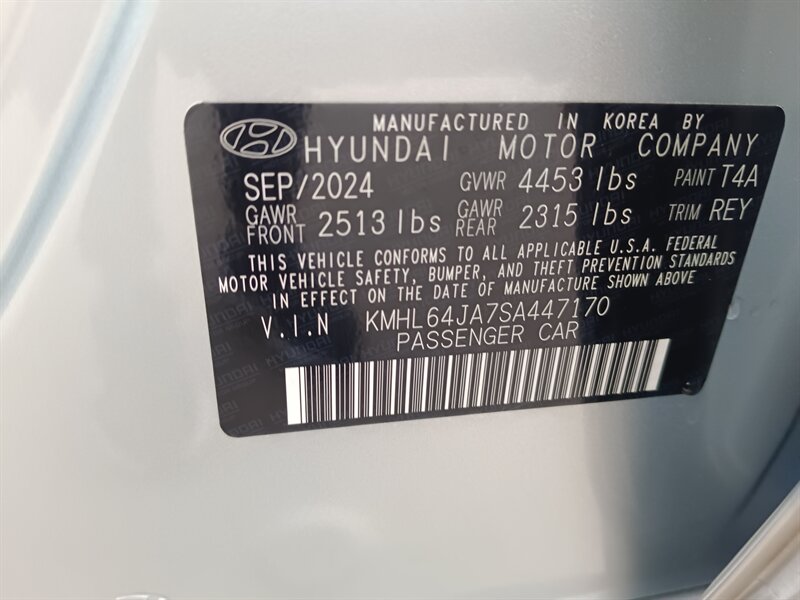 MANUFACTURED IN KOREA BY
HYUNDAI MOTOR COMPANY
SEP/2024 GVWR 4453 lbs PAINT T4A
GAWR FRONT 2513 lbs GAWR REAR 2315 lbs TRIM REY
THIS VEHICLE CONFORMS TO ALL APPLICABLE U.S.A. FEDERAL
MOTOR VEHICLE SAFETY, BUMPER, AND THEFT PREVENTION STANDARDS
IN EFFECT ON THE DATE OF MANUFACTURE SHOWN ABOVE
V.I.N KMHL64JA7SA447170
PASSENGER CAR